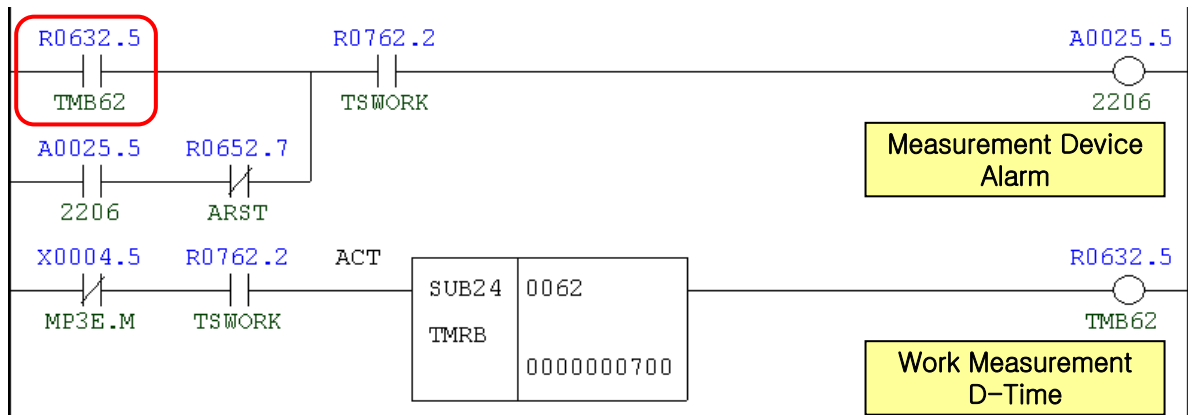 R0632.5 R0762.2 A0025.5
TMB62 TSWORK 2206
A0025.5 R0652.7
2206 ARST
Measurement Device
Alarm
X0004.5 R0762.2 ACT R0632.5
SUB24 0062
MP3E.M TSWORK TMRB TMB62
0000000700
Work Measurement
D-Time